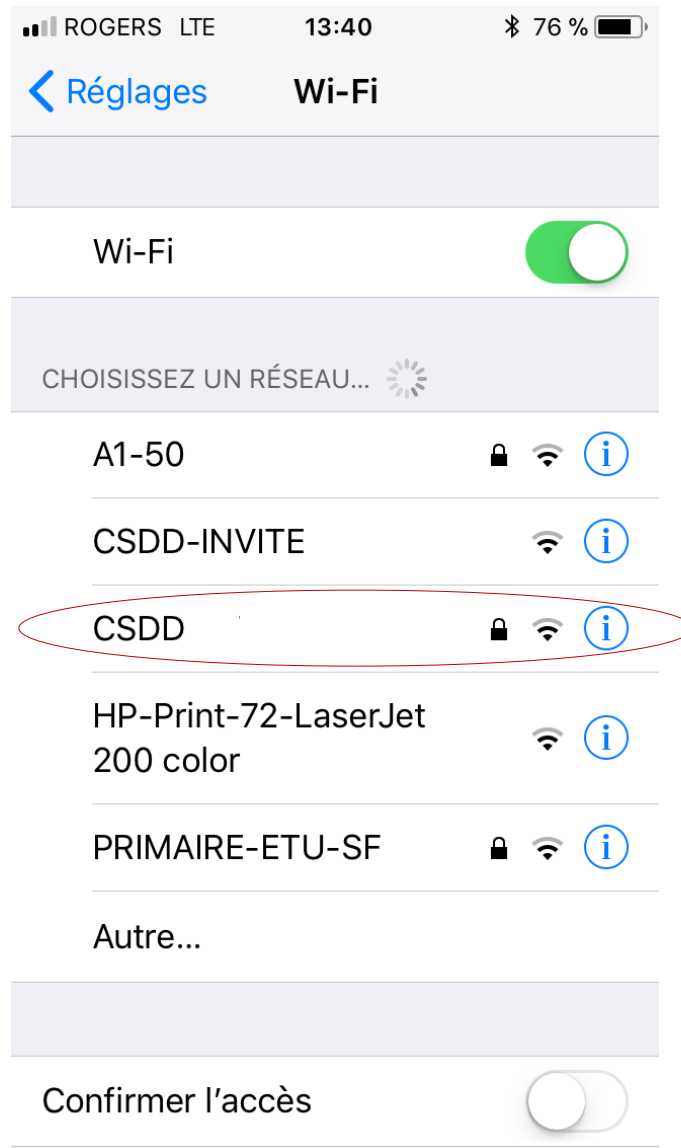 ROGERS LTE 13:40 76 %
Réglages Wi-Fi
Wi-Fi
CHOISISSEZ UN RÉSEAU...
A1-50
CSDD-INVITE
CSDD
HP-Print-72-LaserJet
200 color
PRIMAIRE-ETU-SF
Autre...
Confirmer l'accès